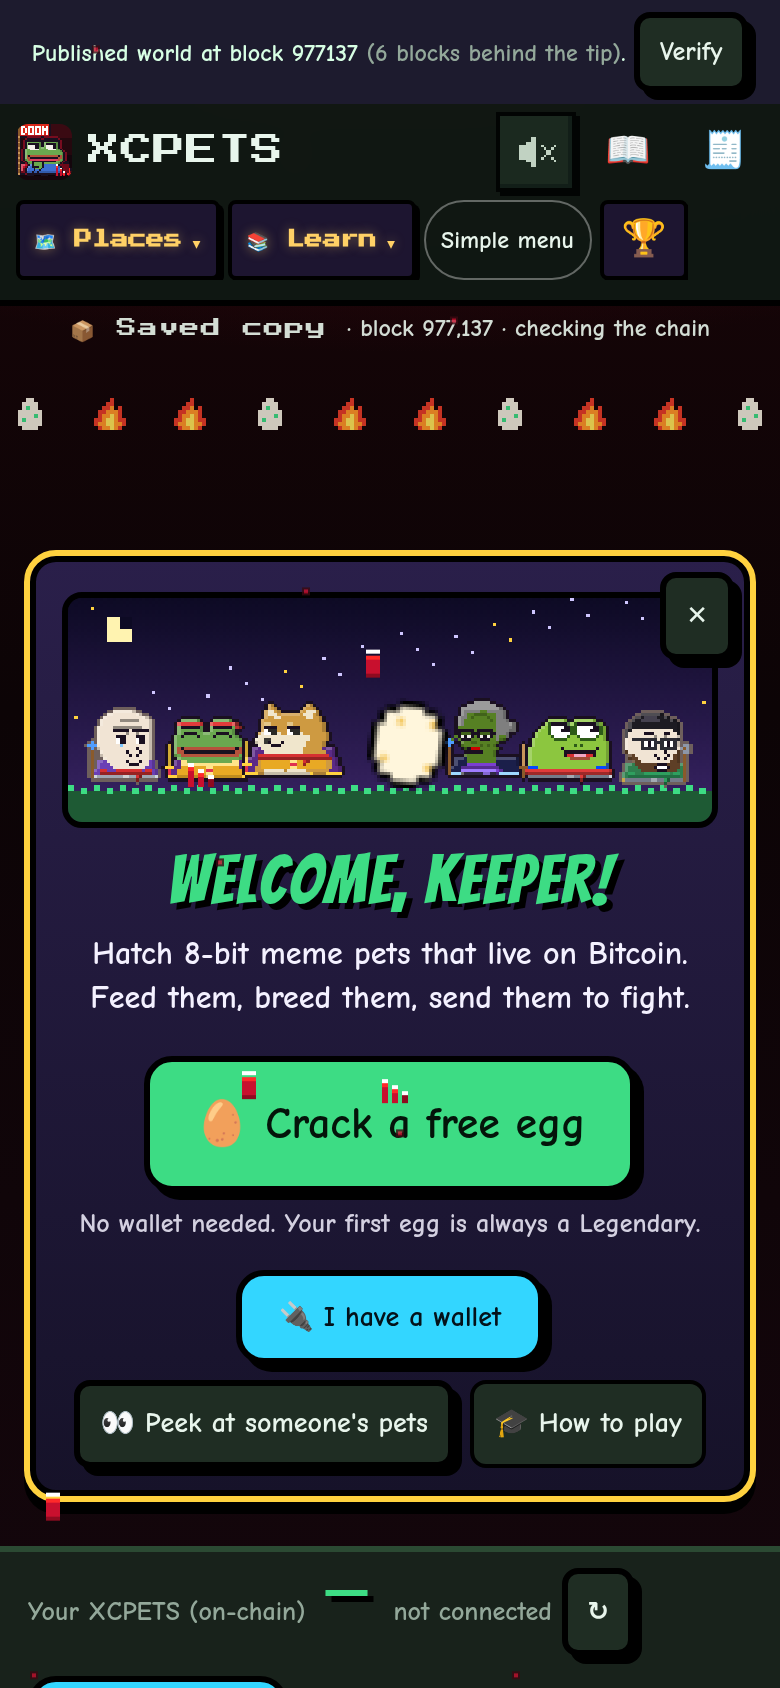 Published world at block 977137 (6 blocks behind the tip).
Verify
DOOM
XCPETS
Places ▾
Learn ▾
Simple menu
Saved copy · block 977,137 · checking the chain
×
WELCOME, KEEPER!
Hatch 8-bit meme pets that live on Bitcoin.
Feed them, breed them, send them to fight.
Crack a free egg
No wallet needed. Your first egg is always a Legendary.
I have a wallet
Peek at someone's pets
How to play
Your XCPETS (on-chain) — not connected ↻